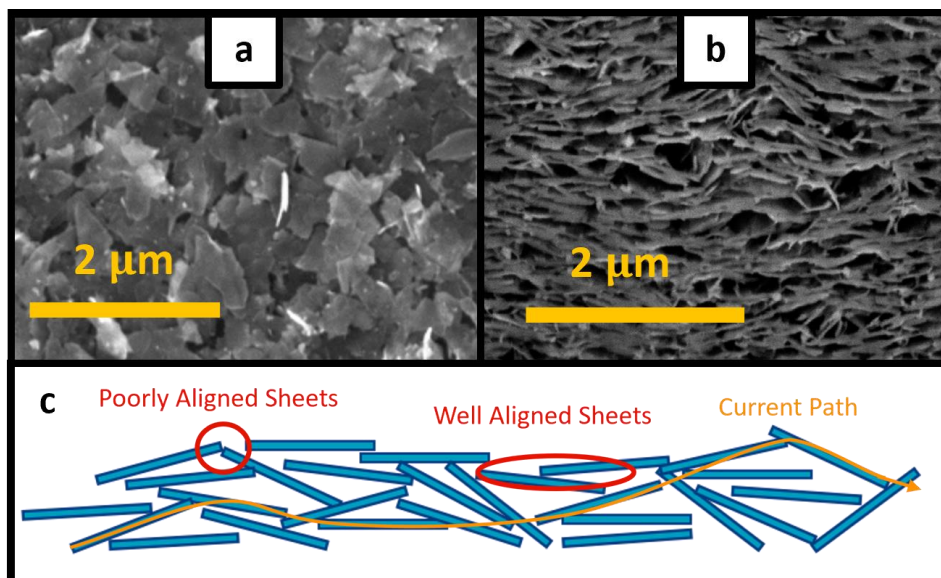 a
b
2 μm
2 μm
c
Poorly Aligned Sheets
Well Aligned Sheets
Current Path